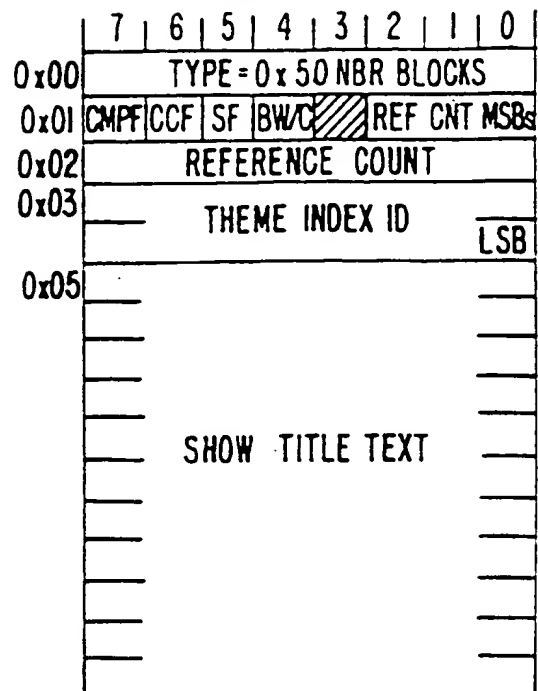 7 6 5 4 3 2 1 0
0x00 TYPE = 0x50 NBR BLOCKS
0x01 CMPF CCF SF BW/C REF CNT MSBs
0x02 REFERENCE COUNT
0x03 THEME INDEX ID
LSB
0x05
SHOW TITLE TEXT